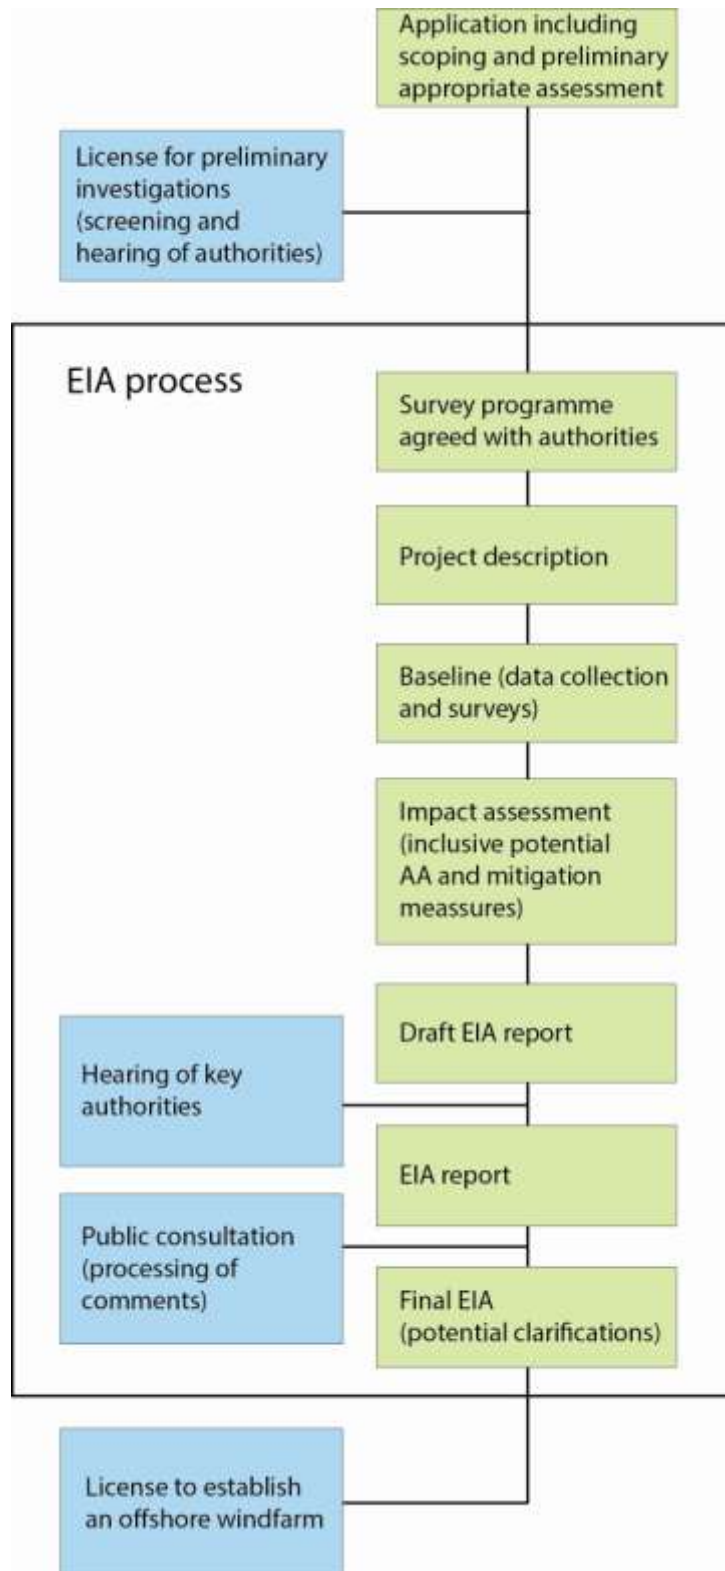 Application including
scoping and preliminary
appropriate assessment
License for preliminary
investigations
(screening and
hearing of authorities)
EIA process
Survey programme
agreed with authorities
Project description
Baseline (data collection
and surveys)
Impact assessment
(inclusive potential
AA and mitigation
meassures)
Draft EIA report
Hearing of key
authorities
EIA report
Public consultation
(processing of
comments)
Final EIA
(potential clarifications)
License to establish
an offshore windfarm